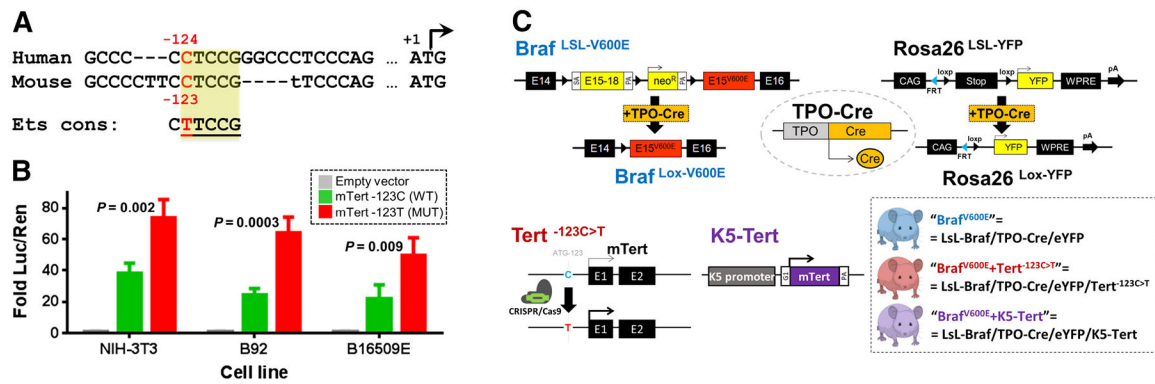 A
-124
+1
Human GCCC---CCTCCGGGCCCTCCCAG … ATG
Mouse GCCCCTTCCTCCG----tTCCCAG … ATG
-123
Ets cons: CTTCCG
B
Fold Luc/Ren
80
60
40
20
0
P = 0.002
P = 0.0003
P = 0.009
Empty vector
mTert -123C (WT)
mTert -123T (MUT)
NIH-3T3
B92
B16509E
Cell line
C
Braf LSL-V600E
E14 SA E15-18 PA neoR PA E15V600E E16
+TPO-Cre
E14 E15V600E E16
Braf Lox-V600E
TPO-Cre
TPO Cre
Cre
Rosa26 LSL-YFP
loxp loxp pA
CAG Stop YFP WPRE
FRT
+TPO-Cre
loxp pA
CAG YFP WPRE
FRT
Rosa26 Lox-YFP
Tert -123C>T
ATG-123
mTert
C E1 E2
CRISPR/Cas9
T E1 E2
K5-Tert
K5 promoter GI mTert PA
“BrafV600E”=
= LsL-Braf/TPO-Cre/eYFP
“BrafV600E+Tert-123C>T”=
= LsL-Braf/TPO-Cre/eYFP/Tert-123C>T
“BrafV600E+K5-Tert”=
= LsL-Braf/TPO-Cre/eYFP/K5-Tert